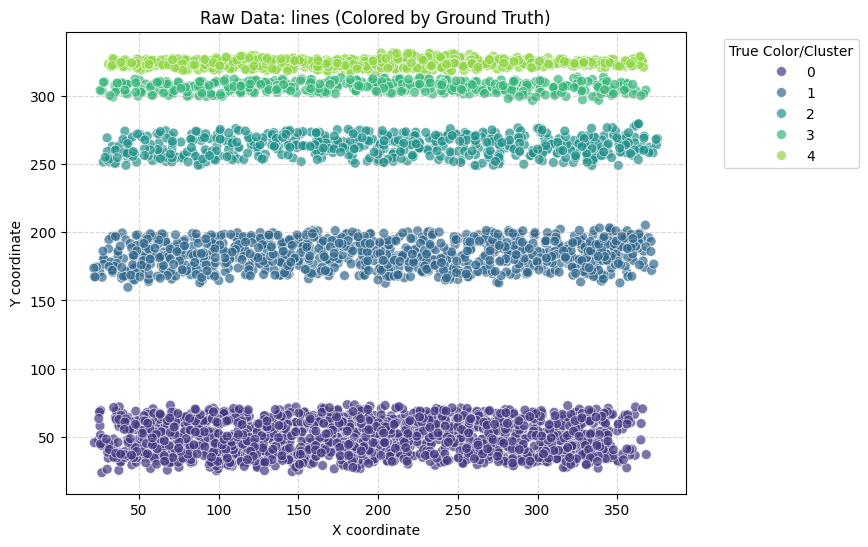 Raw Data: lines (Colored by Ground Truth)
True Color/Cluster
0
1
2
3
4
Y coordinate
300
250
200
150
100
50
50 100 150 200 250 300 350
X coordinate